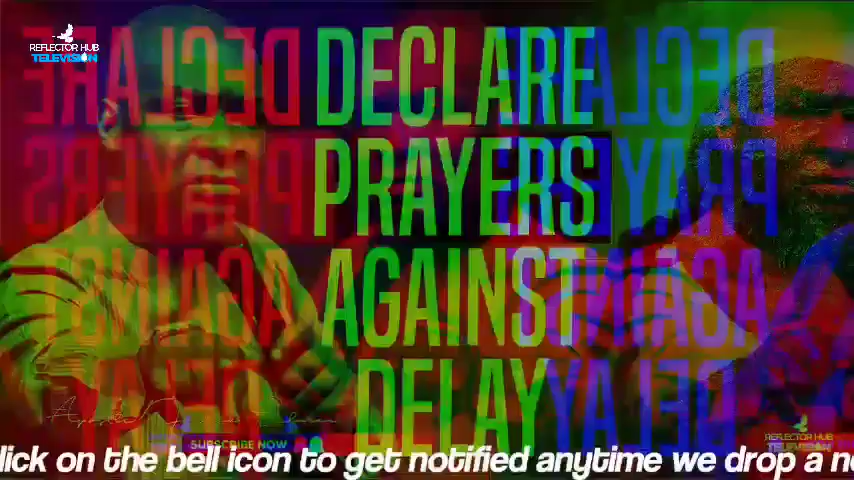 REFLECTOR HUB
TELEVISION
DECLARE
PRAYERS
AGAINST
DELAY
SUBSCRIBE NOW
REFLECTOR HUB
TELEVISION
lick on the bell icon to get notified anytime we drop a